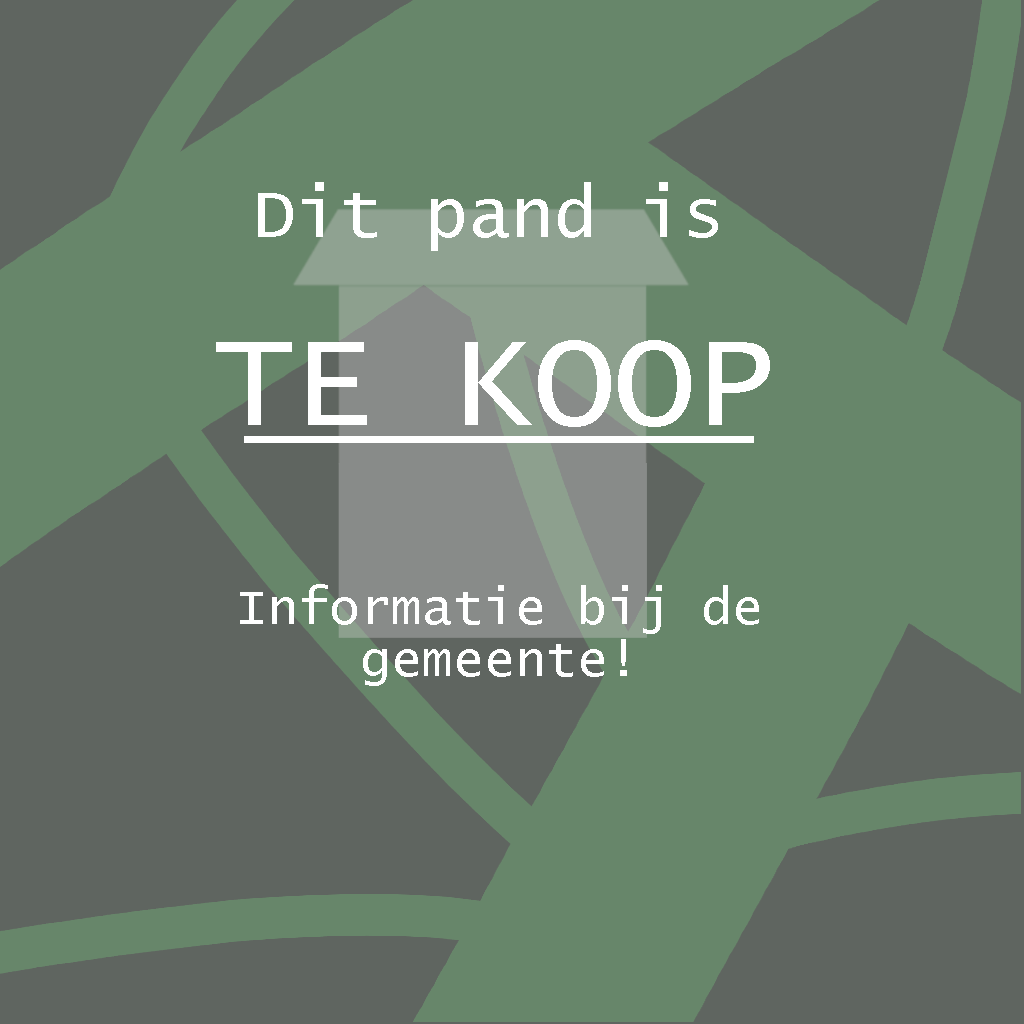 Dit pand is
TE KOOP
Informatie bij de
gemeente!